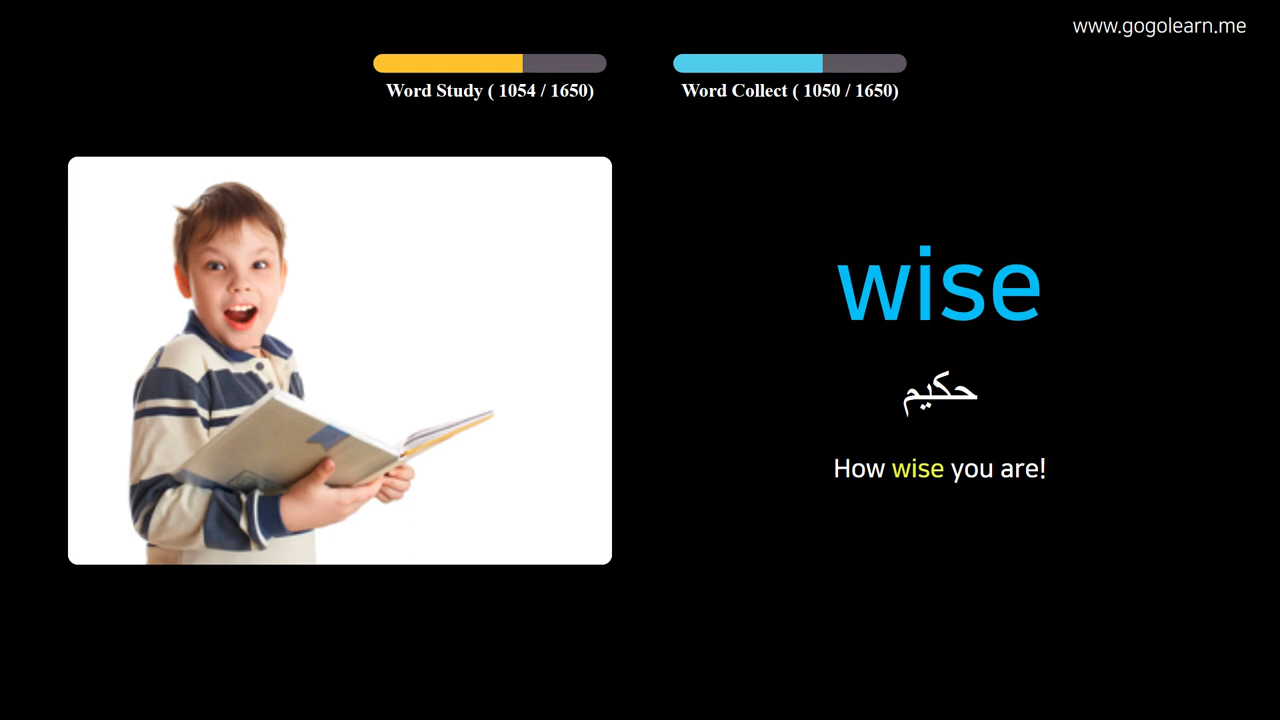 www.gogolearn.me
Word Study ( 1054 / 1650)
Word Collect ( 1050 / 1650)
wise
حكيم
How wise you are!